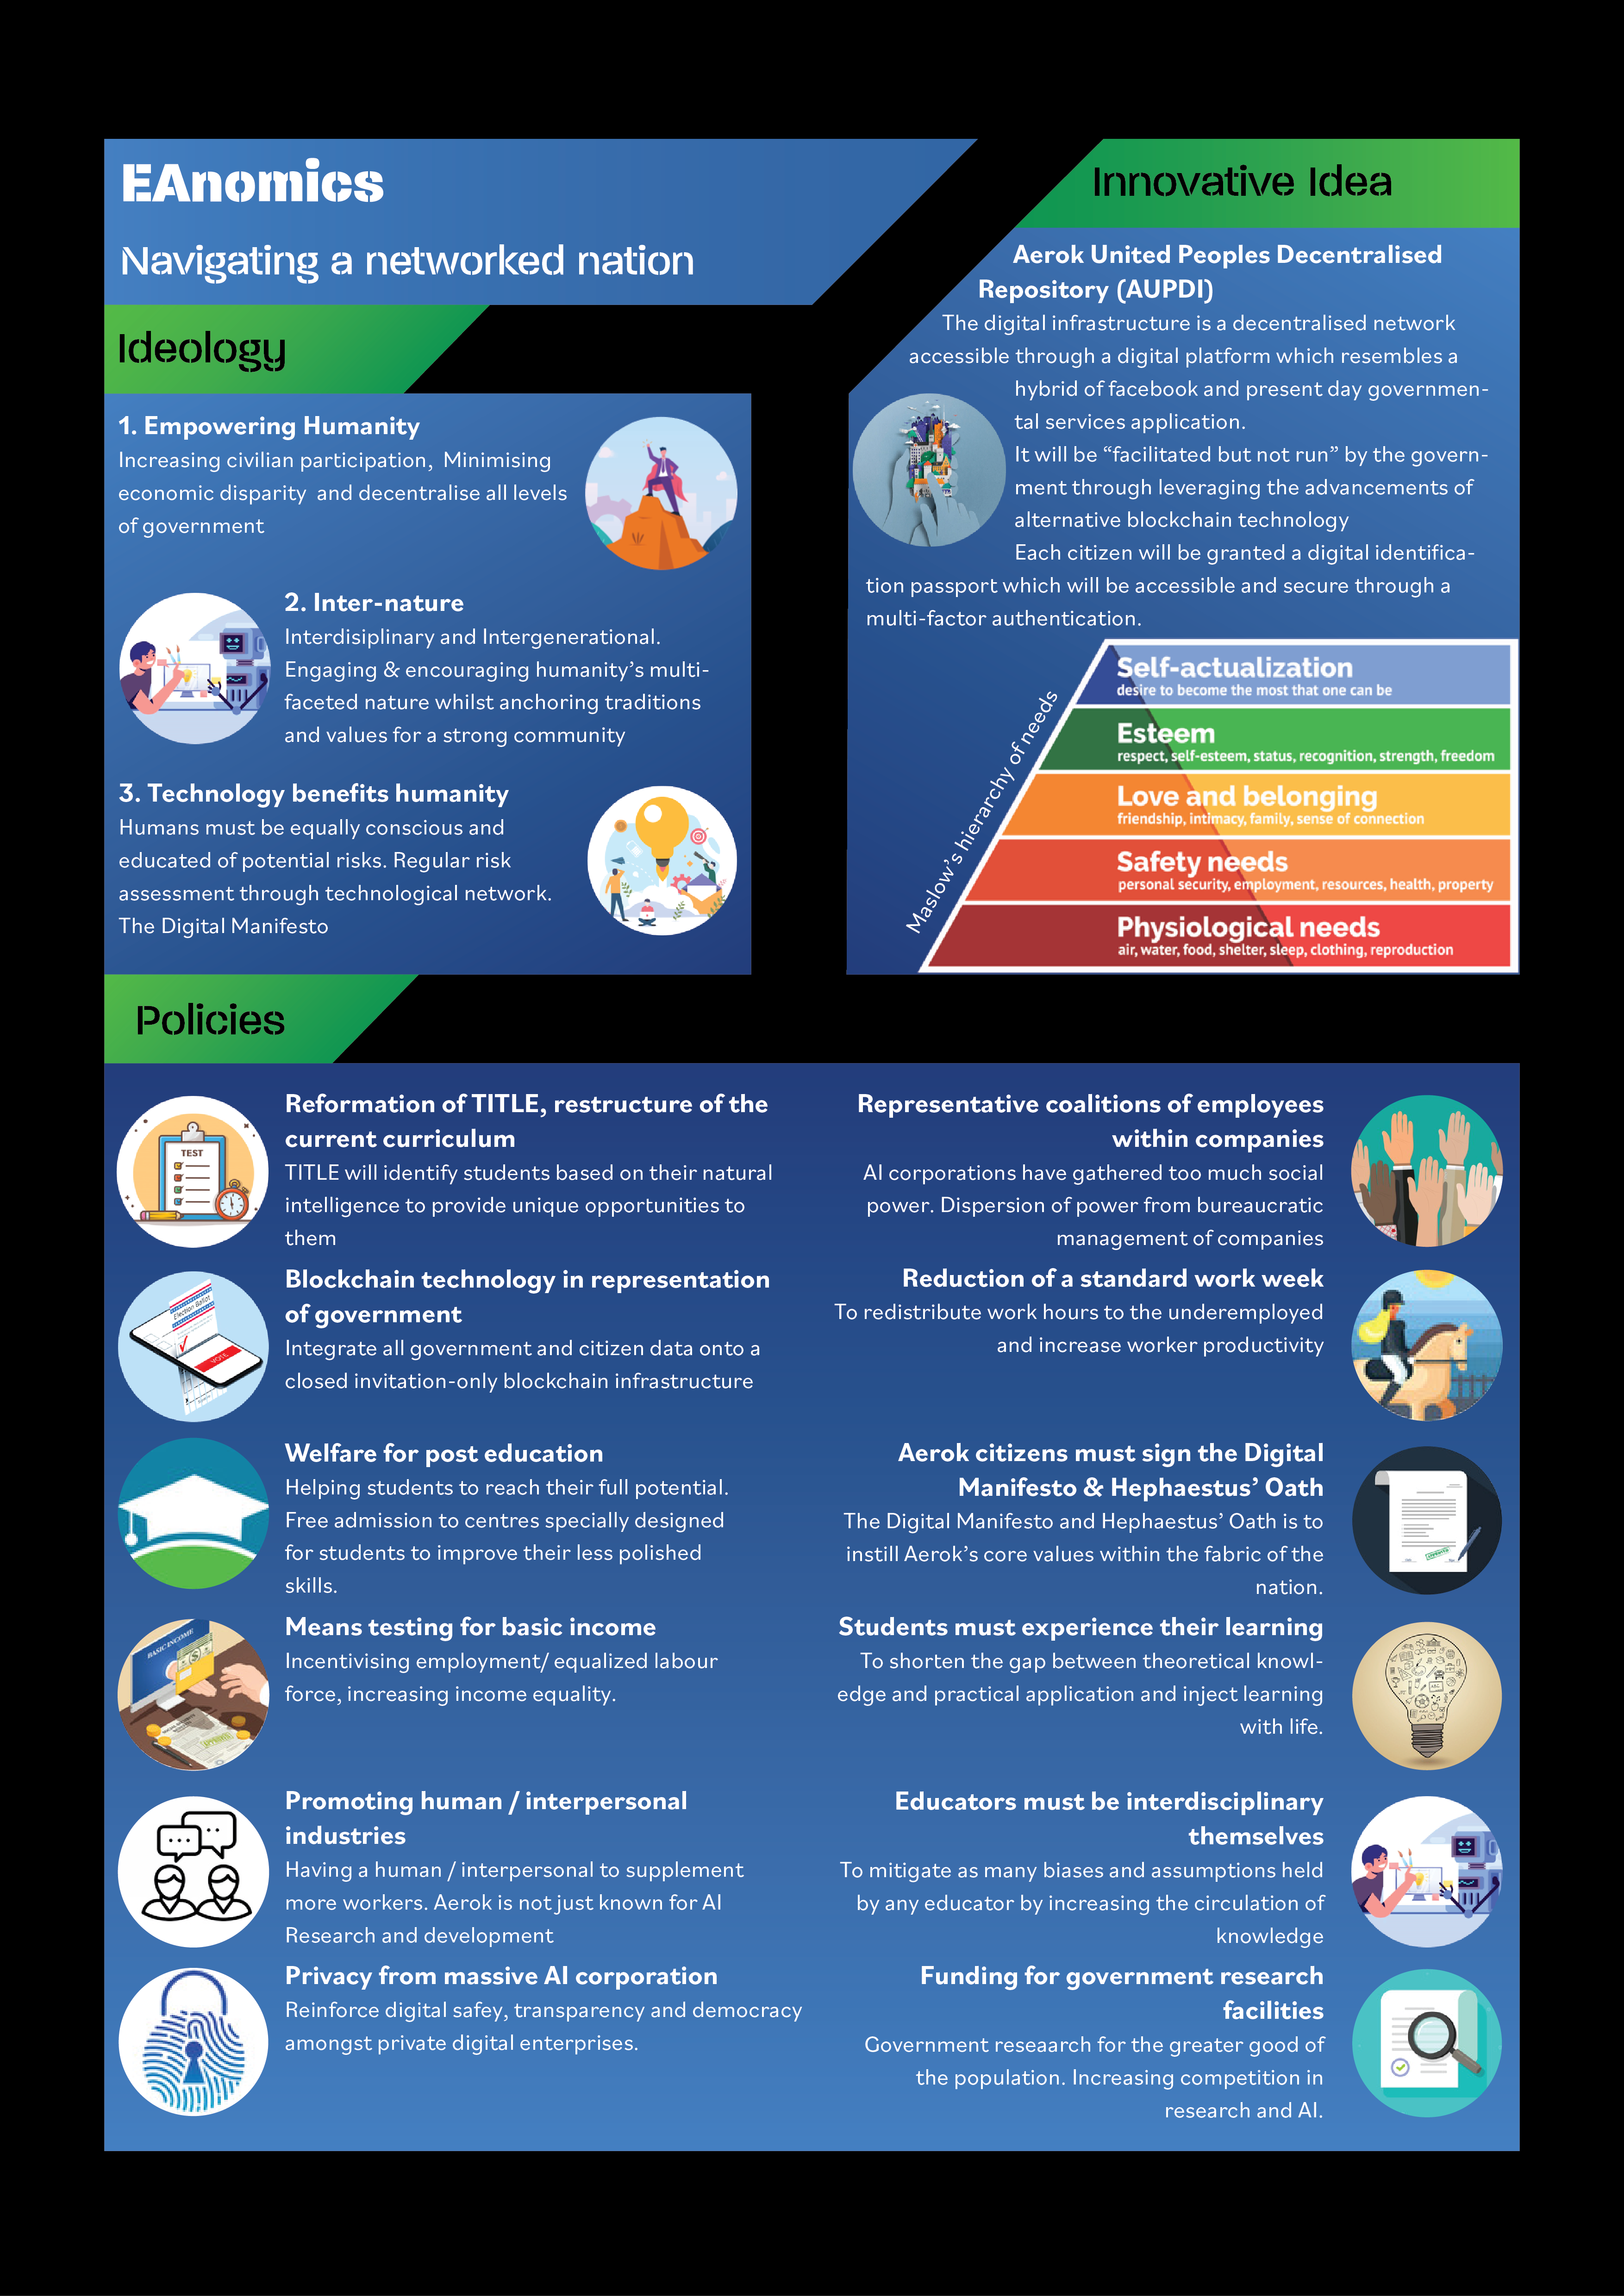 EAnomics
Navigating a networked nation
Ideology
1. Empowering Humanity
Increasing civilian participation, Minimising
economic disparity and decentralise all levels
of government
2. Inter-nature
Interdisiplinary and Intergenerational.
Engaging & encouraging humanity's multi-
faceted nature whilst anchoring traditions
and values for a strong community
3. Technology benefits humanity
Humans must be equally conscious and
educated of potential risks. Regular risk
assessment through technological network.
The Digital Manifesto
Innovative Idea
Aerok United Peoples Decentralised
Repository (AUPDI)
The digital infrastructure is a decentralised network
accessible through a digital platform which resembles a
hybrid of facebook and present day governmen-
tal services application.
It will be “facilitated but not run” by the govern-
ment through leveraging the advancements of
alternative blockchain technology
Each citizen will be granted a digital identifica-
tion passport which will be accessible and secure through a
multi-factor authentication.
Maslow's hierarchy of needs
Self-actualization
desire to become the most that one can be
Esteem
respect, self-esteem, status, recognition, strength, freedom
Love and belonging
friendship, intimacy, family, sense of connection
Safety needs
personal security, employment, resources, health, property
Physiological needs
air, water, food, shelter, sleep, clothing, reproduction
Policies
TEST
Reformation of TITLE, restructure of the
current curriculum
TITLE will identify students based on their natural
intelligence to provide unique opportunities to
them
Election Ballot
VOTE
Blockchain technology in representation
of government
Integrate all government and citizen data onto a
closed invitation-only blockchain infrastructure
Welfare for post education
Helping students to reach their full potential.
Free admission to centres specially designed
for students to improve their less polished
skills.
BASIC INCOME
APPROVED
Means testing for basic income
Incentivising employment/ equalized labour
force, increasing income equality.
Promoting human / interpersonal
industries
Having a human / interpersonal to supplement
more workers. Aerok is not just known for AI
Research and development
Privacy from massive AI corporation
Reinforce digital safey, transparency and democracy
amongst private digital enterprises.
Representative coalitions of employees
within companies
AI corporations have gathered too much social
power. Dispersion of power from bureaucratic
management of companies
Reduction of a standard work week
To redistribute work hours to the underemployed
and increase worker productivity
Aerok citizens must sign the Digital
Manifesto & Hephaestus’ Oath
The Digital Manifesto and Hephaestus’ Oath is to
instill Aerok’s core values within the fabric of the
nation.
APPROVED
Students must experience their learning
To shorten the gap between theoretical knowl-
edge and practical application and inject learning
with life.
Educators must be interdisciplinary
themselves
To mitigate as many biases and assumptions held
by any educator by increasing the circulation of
knowledge
Funding for government research
facilities
Government reseaarch for the greater good of
the population. Increasing competition in
research and AI.